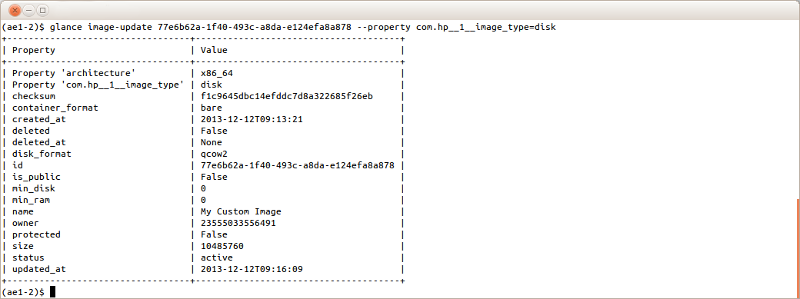 (ae1-2)$ glance image-update 77e6b62a-1f40-493c-a8da-e124efa8a878 --property com.hp__1__image_type=disk
+----------------------------------+--------------------------------------+
| Property                         | Value                                |
+----------------------------------+--------------------------------------+
| Property 'architecture'          | x86_64                               |
| Property 'com.hp__1__image_type' | disk                                 |
| checksum                         | f1c9645dbc14efddc7d8a322685f26eb     |
| container_format                 | bare                                 |
| created_at                       | 2013-12-12T09:13:21                  |
| deleted                          | False                                |
| deleted_at                       | None                                 |
| disk_format                      | qcow2                                |
| id                               | 77e6b62a-1f40-493c-a8da-e124efa8a878 |
| is_public                        | False                                |
| min_disk                         | 0                                    |
| min_ram                          | 0                                    |
| name                             | My Custom Image                      |
| owner                            | 23555033556491                       |
| protected                        | False                                |
| size                             | 10485760                             |
| status                           | active                               |
| updated_at                       | 2013-12-12T09:16:09                  |
+----------------------------------+--------------------------------------+
(ae1-2)$